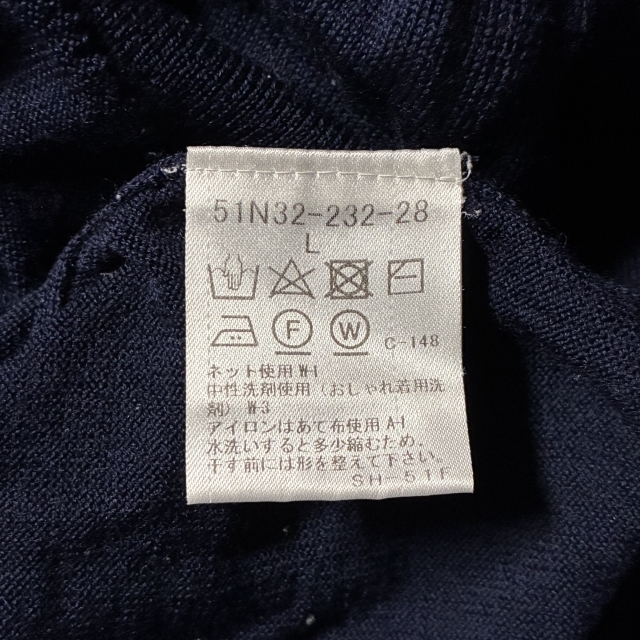 51N32-232-28
L
F W C-148
ネット使用 W-1
中性洗剤使用（おしゃれ着用洗
剤）W-3
アイロンはあて布使用 A-1
水洗いすると多少縮むため、
干す前には形を整えて下さい。
SH-51F